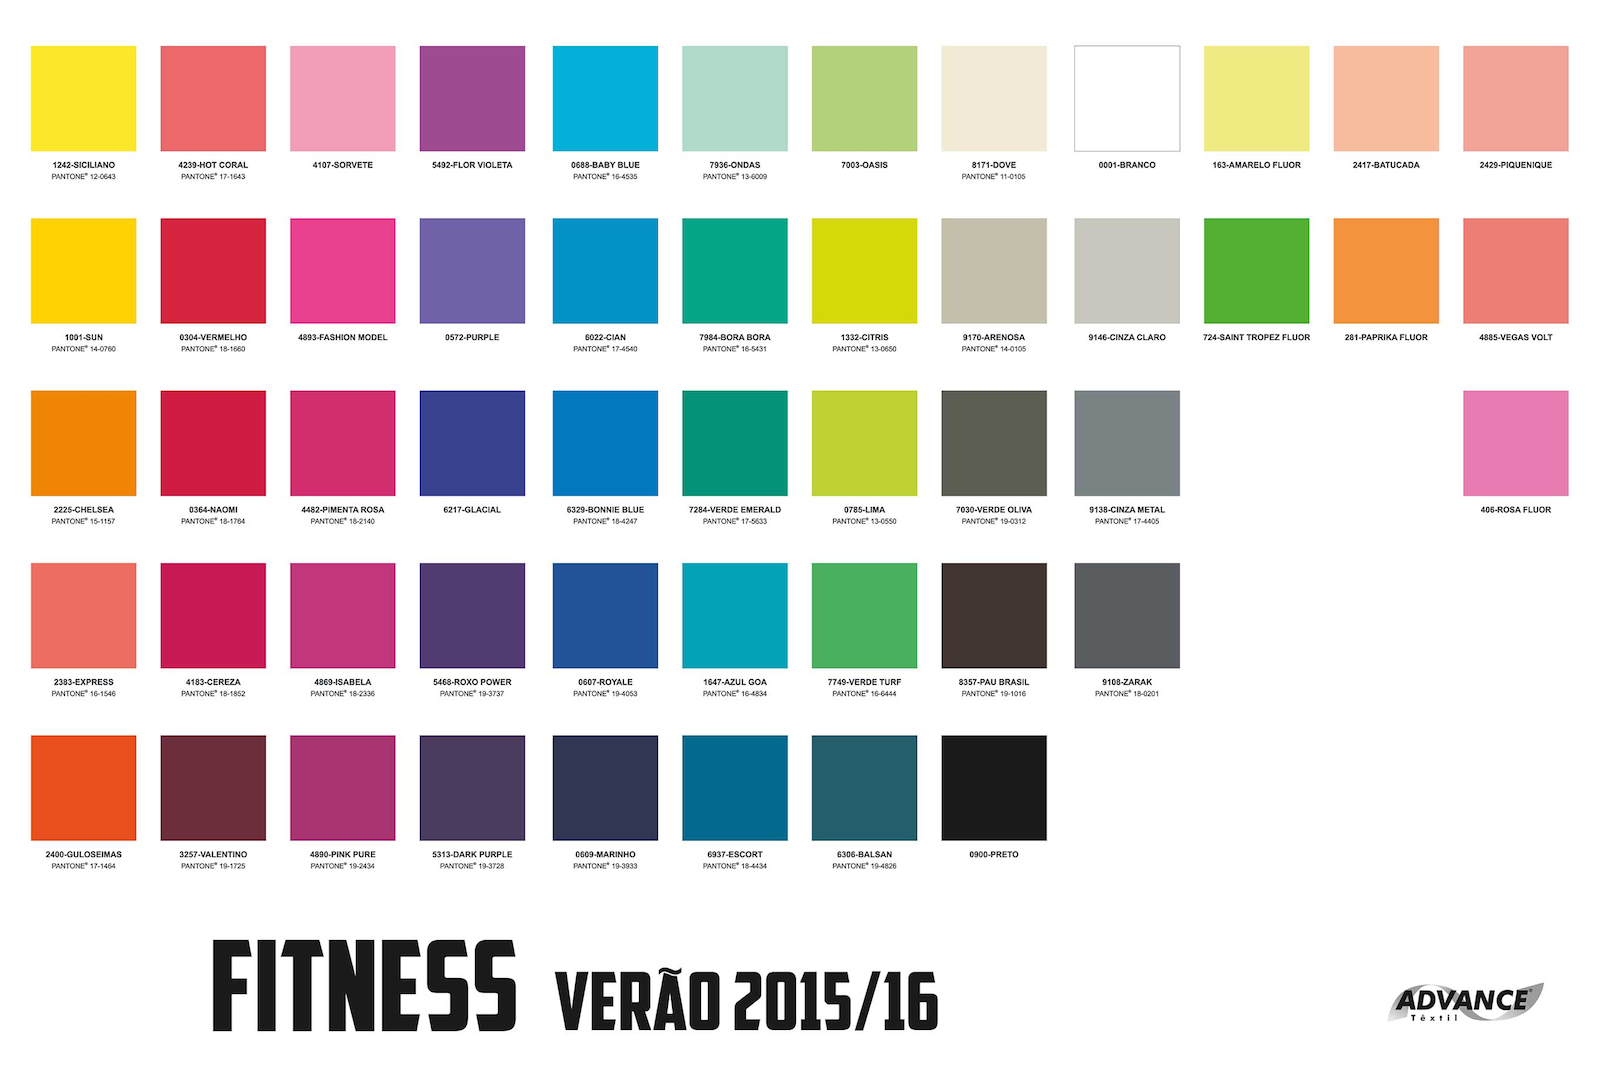 1242-SICILIANO
PANTONE® 12-0643
4239-HOT CORAL
PANTONE® 17-1643
4107-SORVETE
5492-FLOR VIOLETA
0688-BABY BLUE
PANTONE® 16-4535
7936-ONDAS
PANTONE® 13-6009
7003-OASIS
8171-DOVE
PANTONE® 11-0105
0001-BRANCO
163-AMARELO FLUOR
2417-BATUCADA
2429-PIQUENIQUE
1001-SUN
PANTONE® 14-0760
0304-VERMELHO
PANTONE® 18-1660
4893-FASHION MODEL
0572-PURPLE
6022-CIAN
PANTONE® 17-4540
7984-BORA BORA
PANTONE® 16-5431
1332-CITRIS
PANTONE® 13-0650
9170-ARENOSA
PANTONE® 14-0105
9146-CINZA CLARO
724-SAINT TROPEZ FLUOR
281-PAPRIKA FLUOR
4885-VEGAS VOLT
2225-CHELSEA
PANTONE® 15-1157
0364-NAOMI
PANTONE® 18-1764
4482-PIMENTA ROSA
PANTONE® 18-2140
6217-GLACIAL
6329-BONNIE BLUE
PANTONE® 18-4247
7284-VERDE EMERALD
PANTONE® 17-5633
0785-LIMA
PANTONE® 13-0550
7030-VERDE OLIVA
PANTONE® 19-0312
9138-CINZA METAL
PANTONE® 17-4405
406-ROSA FLUOR
2383-EXPRESS
PANTONE® 16-1546
4183-CEREZA
PANTONE® 18-1852
4869-ISABELA
PANTONE® 18-2336
5468-ROXO POWER
PANTONE® 19-3737
0607-ROYALE
PANTONE® 19-4053
1647-AZUL GOA
PANTONE® 16-4834
7749-VERDE TURF
PANTONE® 16-6444
8357-PAU BRASIL
PANTONE® 19-1016
9108-ZARAK
PANTONE® 18-0201
2400-GULOSEIMAS
PANTONE® 17-1464
3257-VALENTINO
PANTONE® 19-1725
4890-PINK PURE
PANTONE® 19-2434
5313-DARK PURPLE
PANTONE® 19-3728
0609-MARINHO
PANTONE® 19-3933
6937-ESCORT
PANTONE® 18-4434
6306-BALSAN
PANTONE® 19-4826
0900-PRETO
FITNESS VERÃO 2015/16
ADVANCE®
Têxtil